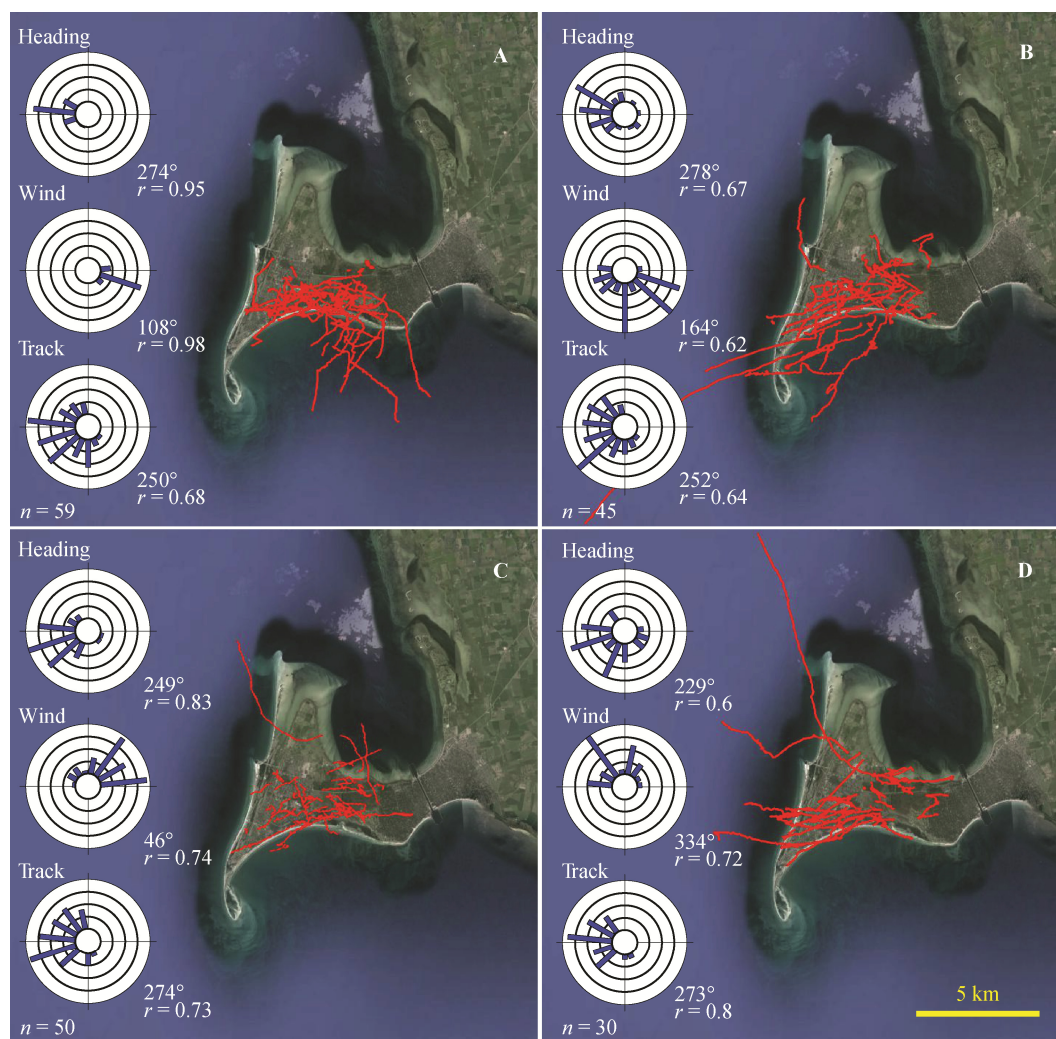 Heading
A
274°
r = 0.95
Wind
108°
r = 0.98
Track
250°
r = 0.68
n = 59
Heading
B
278°
r = 0.67
Wind
164°
r = 0.62
Track
252°
r = 0.64
n = 45
Heading
C
249°
r = 0.83
Wind
46°
r = 0.74
Track
274°
r = 0.73
n = 50
Heading
D
229°
r = 0.6
Wind
334°
r = 0.72
Track
273°
r = 0.8
n = 30
5 km